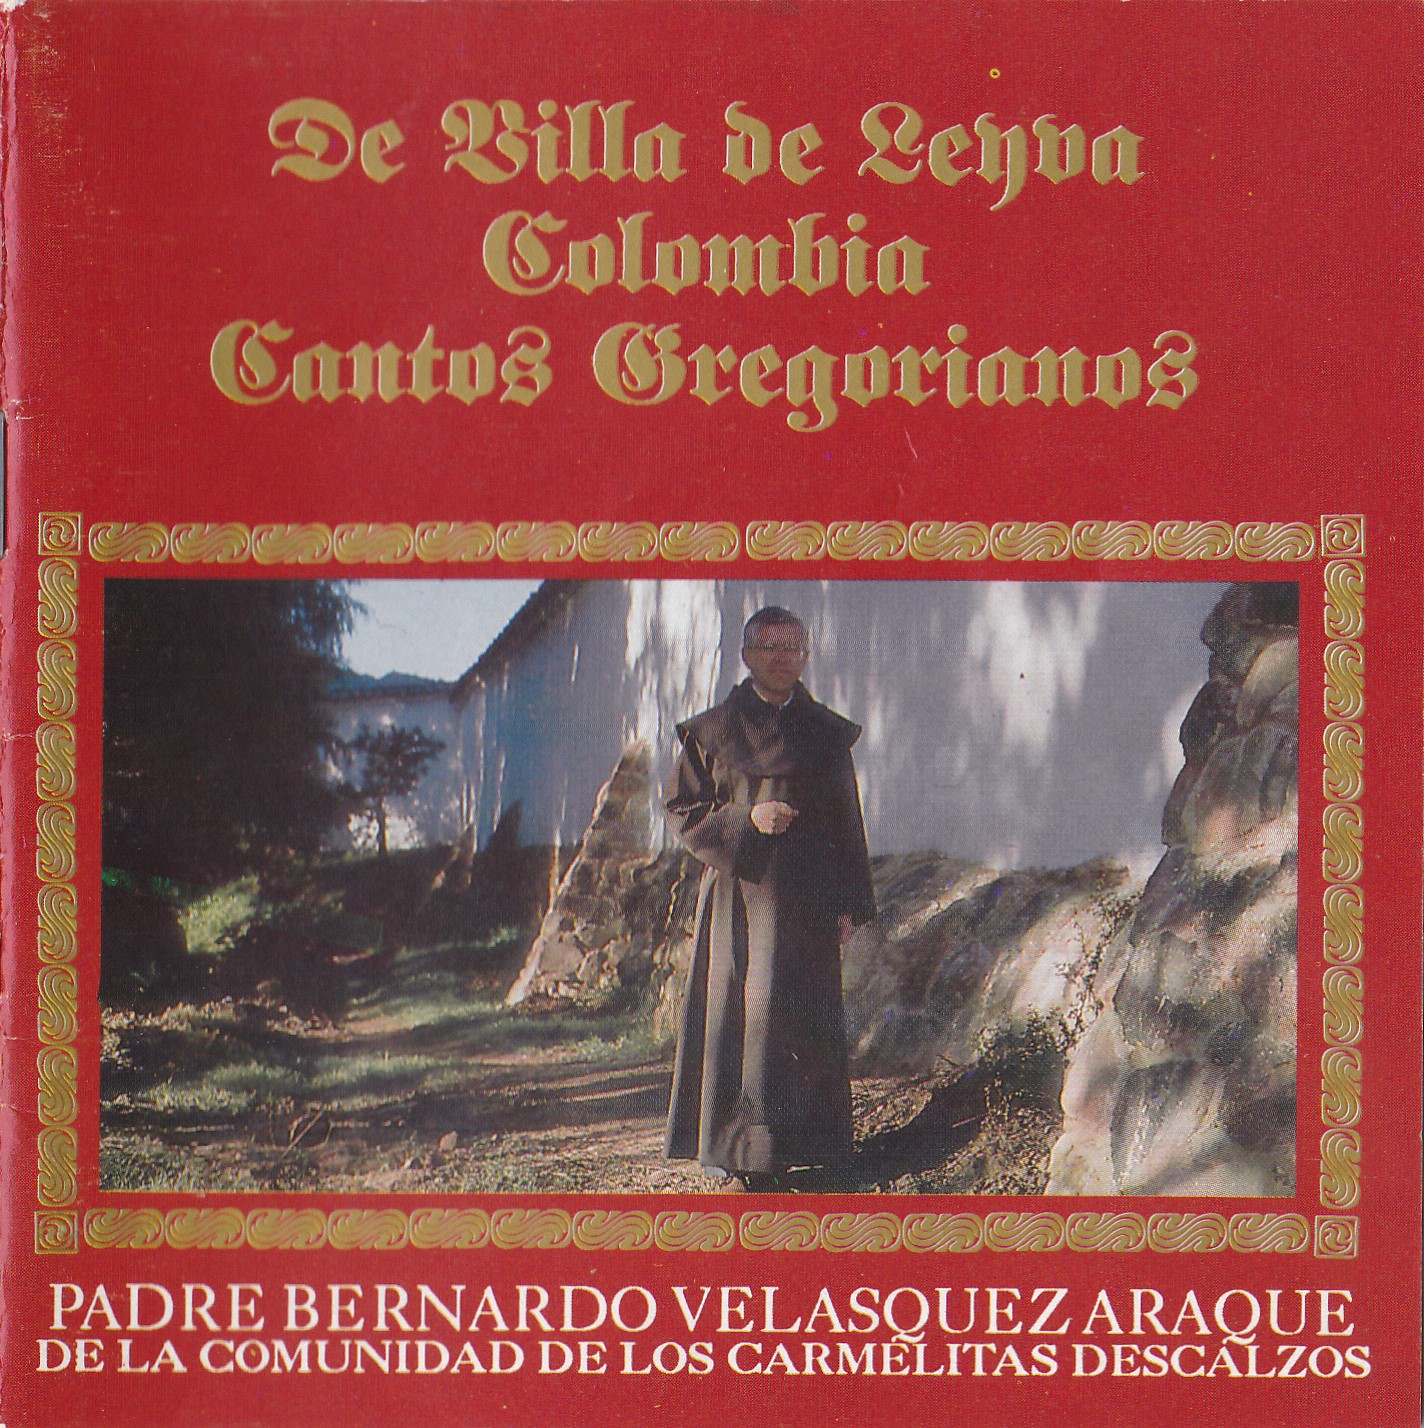 De Villa de Leyva
Colombia
Cantos Gregorianos
PADRE BERNARDO VELASQUEZ ARAQUE
DE LA COMUNIDAD DE LOS CARMELITAS DESCALZOS